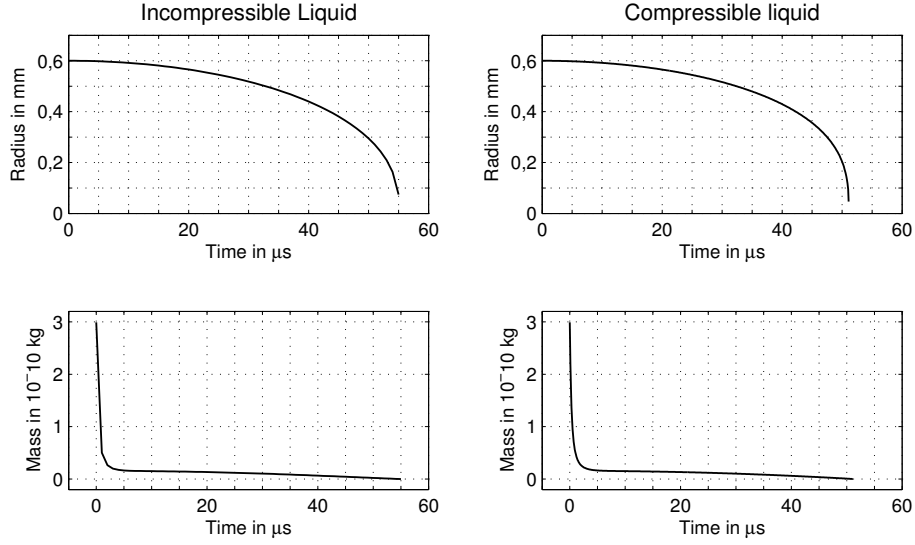 Incompressible Liquid
Radius in mm
0,6
0,4
0,2
0
0 20 40 60
Time in μs
Compressible liquid
Radius in mm
0,6
0,4
0,2
0
0 20 40 60
Time in μs
Mass in 10⁻10 kg
3
2
1
0
0 20 40 60
Time in μs
Mass in 10⁻10 kg
3
2
1
0
0 20 40 60
Time in μs